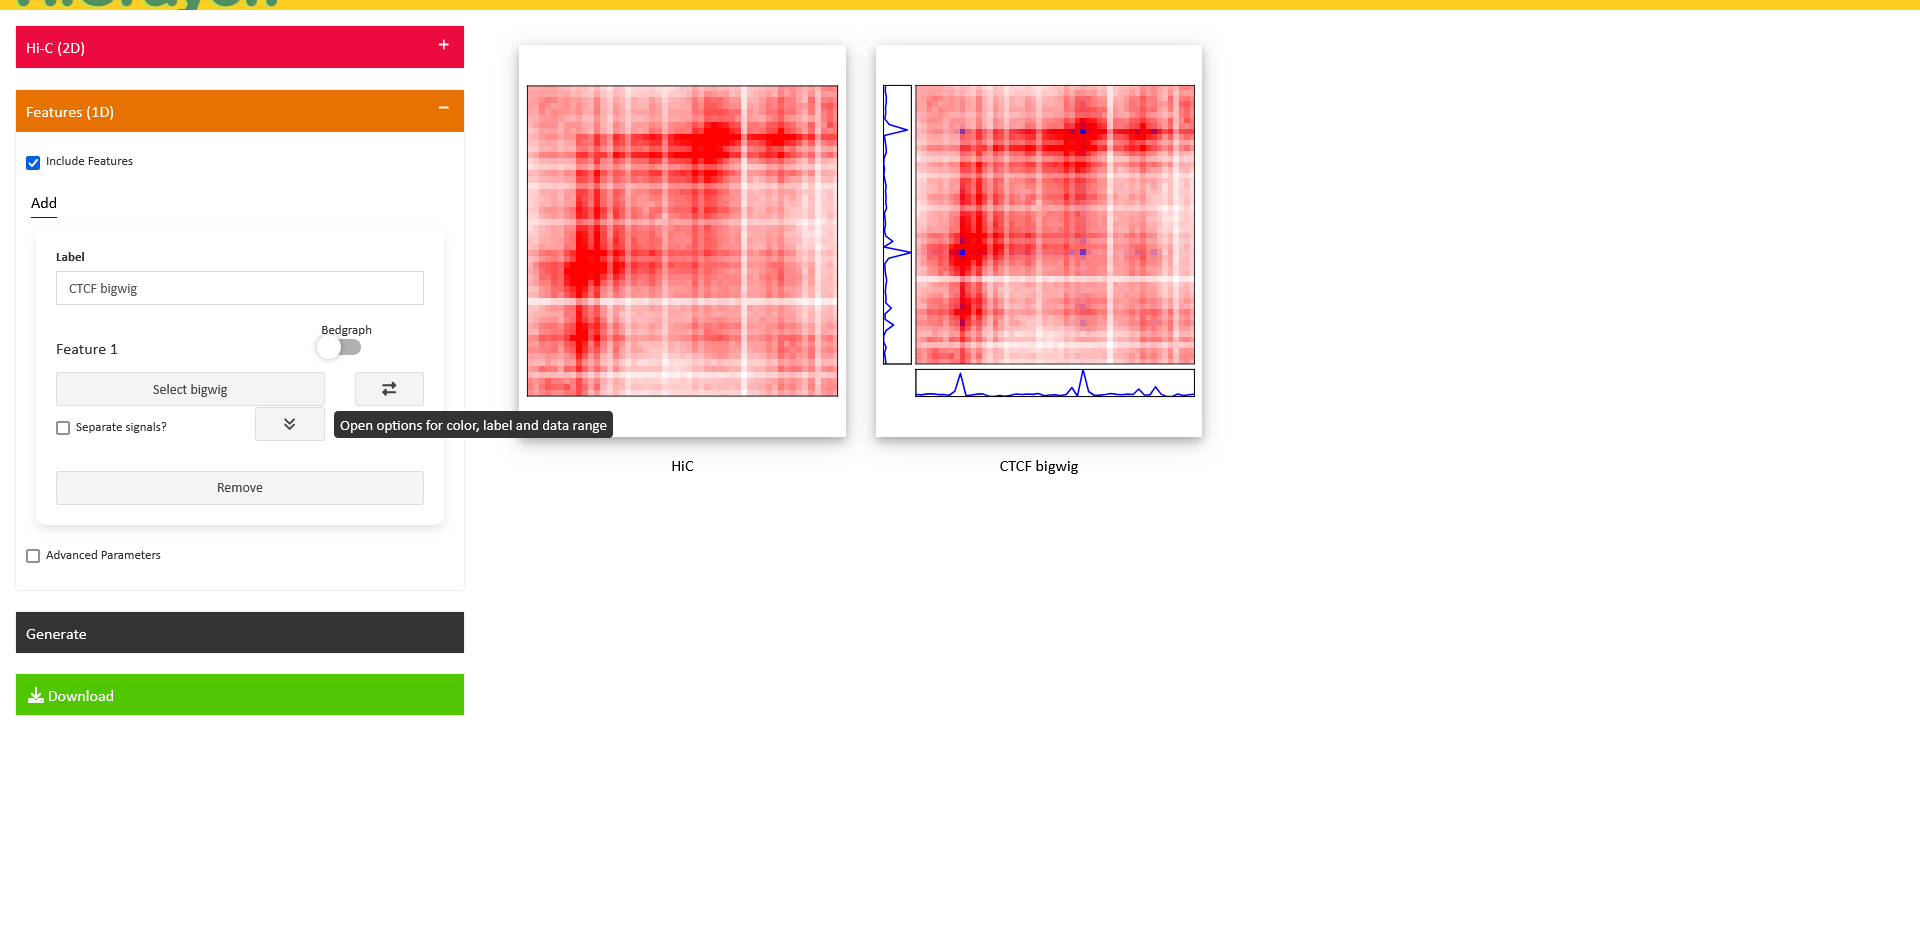 Hi-C (2D)
Features (1D)
Include Features
Add
Label
CTCF bigwig
Bedgraph
Feature 1
Select bigwig
Separate signals?
Open options for color, label and data range
Remove
Advanced Parameters
Generate
Download
HiC
CTCF bigwig